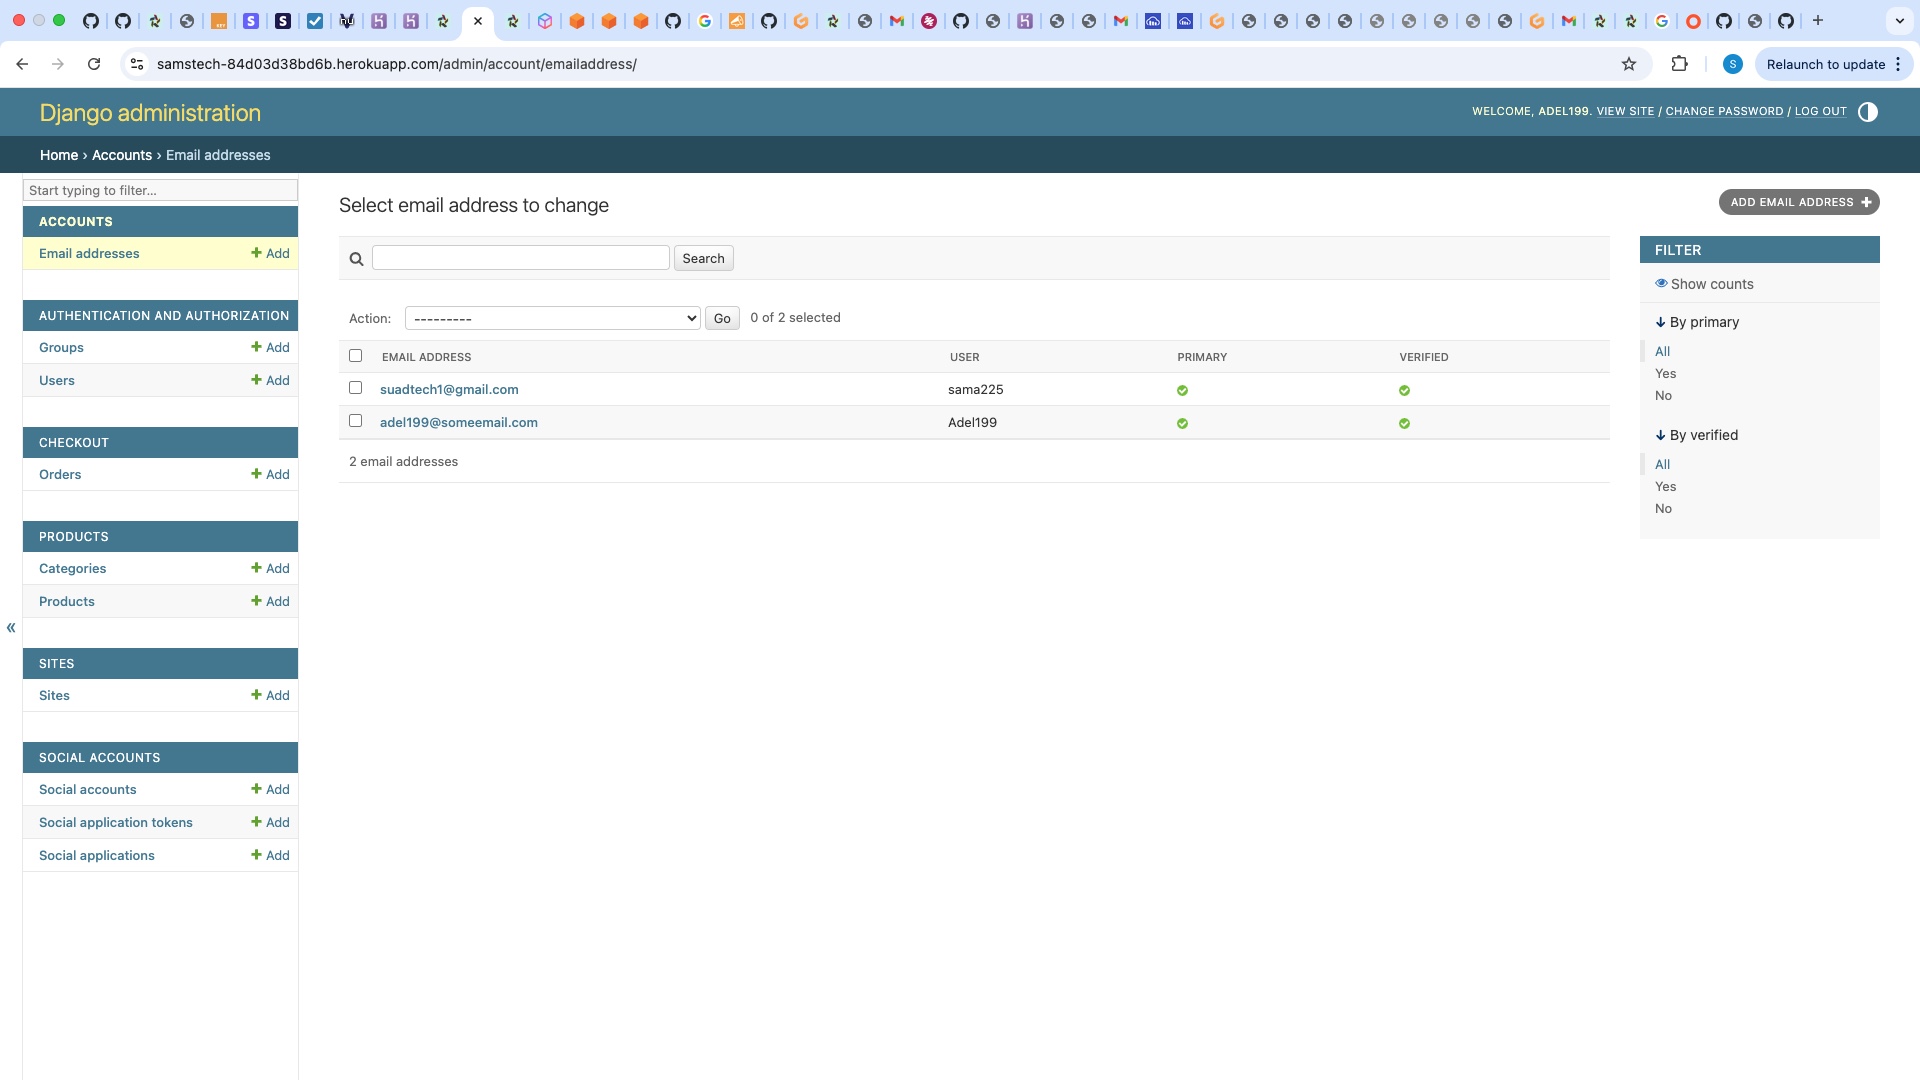 samstech-84d03d38bd6b.herokuapp.com/admin/account/emailaddress/
S
Relaunch to update
Django administration
WELCOME, ADEL199. VIEW SITE / CHANGE PASSWORD / LOG OUT
Home › Accounts › Email addresses
Start typing to filter...
ACCOUNTS
Email addresses
Add
AUTHENTICATION AND AUTHORIZATION
Groups
Add
Users
Add
CHECKOUT
Orders
Add
PRODUCTS
Categories
Add
Products
Add
«
SITES
Sites
Add
SOCIAL ACCOUNTS
Social accounts
Add
Social application tokens
Add
Social applications
Add
Select email address to change
ADD EMAIL ADDRESS
Search
Action:
---------
Go
0 of 2 selected
EMAIL ADDRESS USER PRIMARY VERIFIED
suadtech1@gmail.com sama225
adel199@someemail.com Adel199
2 email addresses
FILTER
Show counts
By primary
All
Yes
No
By verified
All
Yes
No